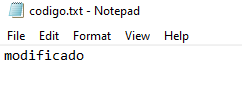 codigo.txt - Notepad
File Edit Format View Help
modificado